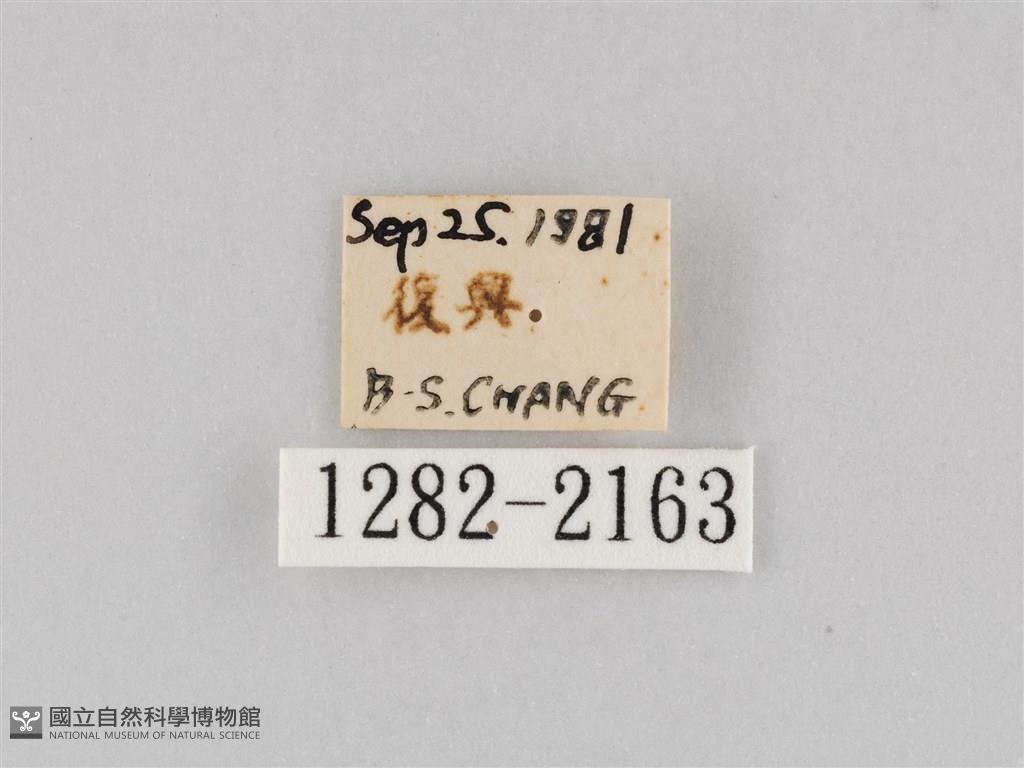 Sep 25. 1981
復興.
B-S. CHANG
1282-2163
國立自然科學博物館
NATIONAL MUSEUM OF NATURAL SCIENCE